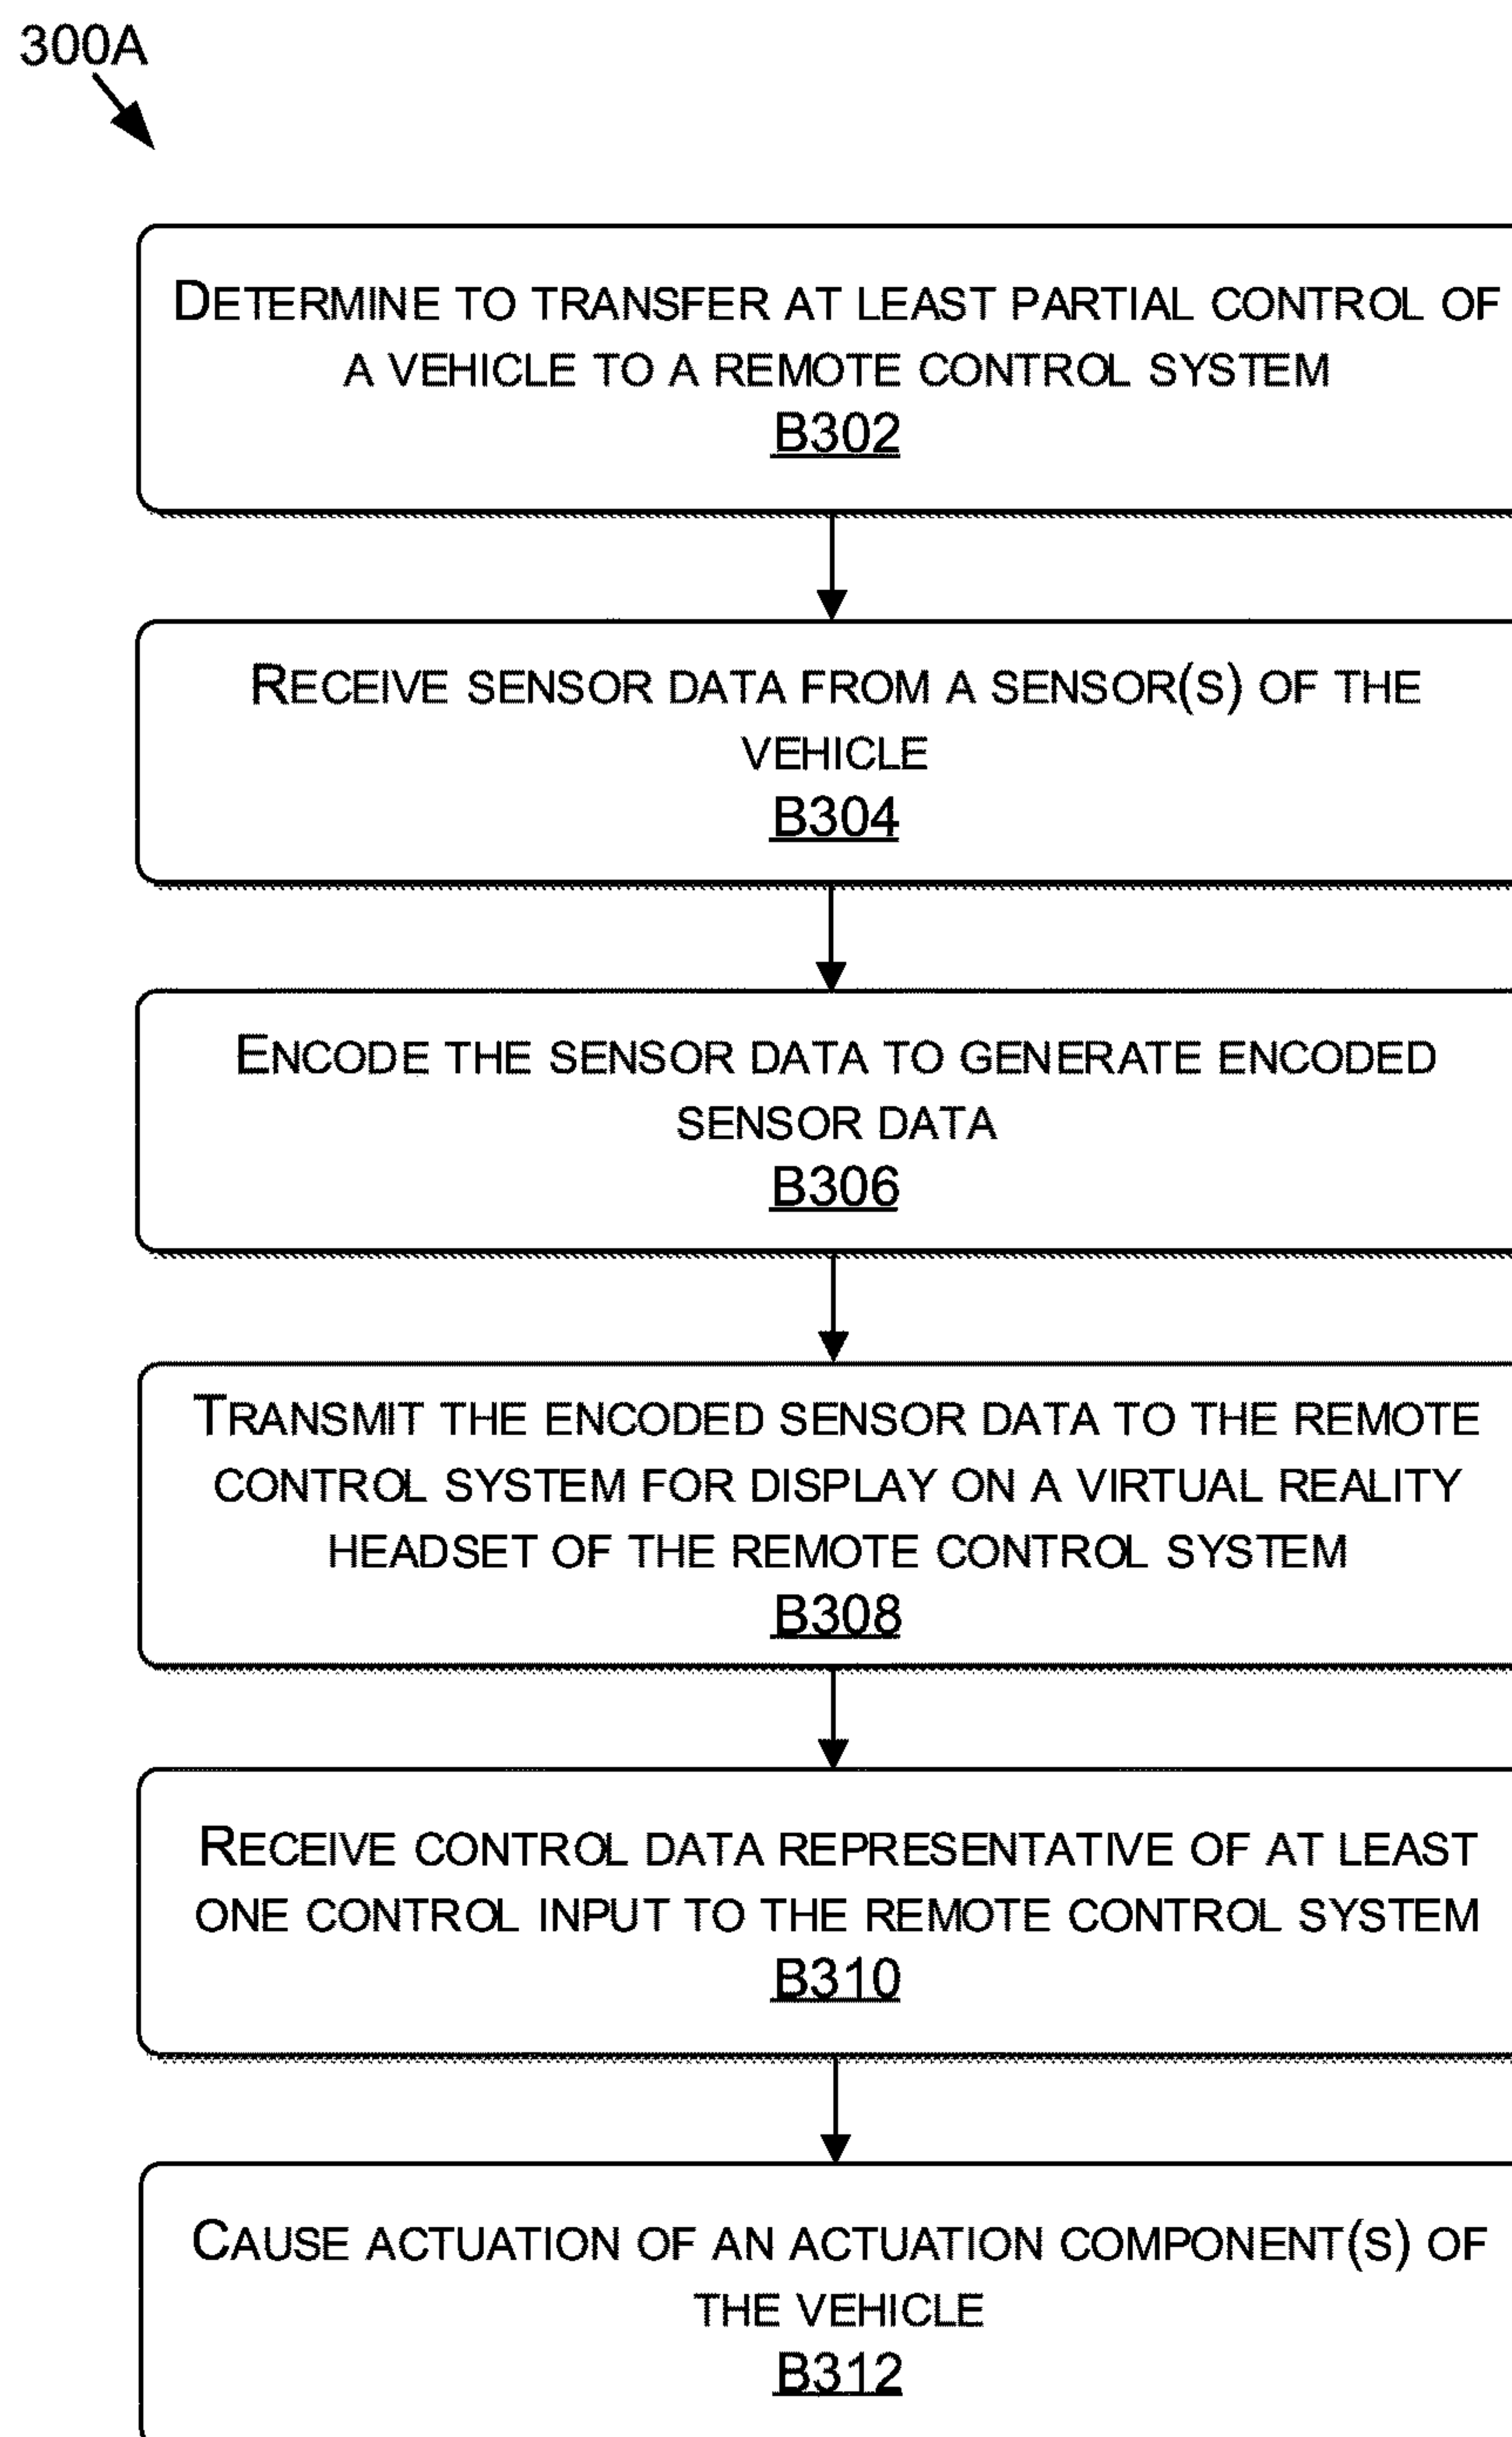 300A
DETERMINE TO TRANSFER AT LEAST PARTIAL CONTROL OF
A VEHICLE TO A REMOTE CONTROL SYSTEM
B302
RECEIVE SENSOR DATA FROM A SENSOR(S) OF THE
VEHICLE
B304
ENCODE THE SENSOR DATA TO GENERATE ENCODED
SENSOR DATA
B306
TRANSMIT THE ENCODED SENSOR DATA TO THE REMOTE
CONTROL SYSTEM FOR DISPLAY ON A VIRTUAL REALITY
HEADSET OF THE REMOTE CONTROL SYSTEM
B308
RECEIVE CONTROL DATA REPRESENTATIVE OF AT LEAST
ONE CONTROL INPUT TO THE REMOTE CONTROL SYSTEM
B310
CAUSE ACTUATION OF AN ACTUATION COMPONENT(S) OF
THE VEHICLE
B312